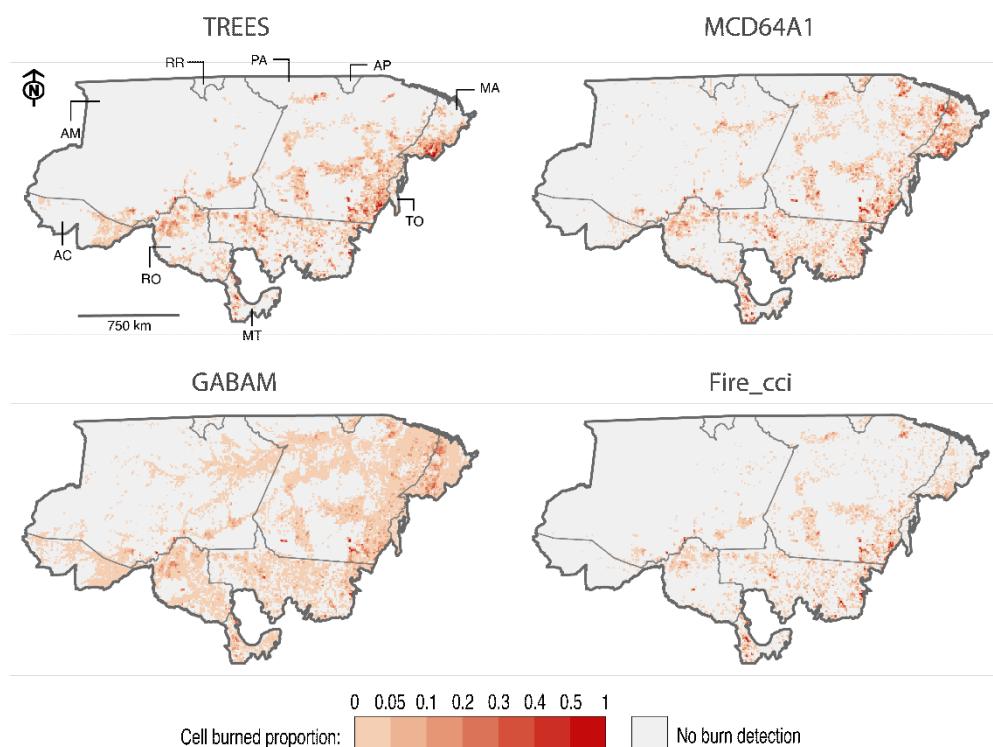 TREES
MCD64A1
N
RR
PA
AP
MA
AM
TO
AC
RO
MT
750 km
GABAM
Fire_cci
0 0.05 0.1 0.2 0.3 0.4 0.5 1
Cell burned proportion:
No burn detection